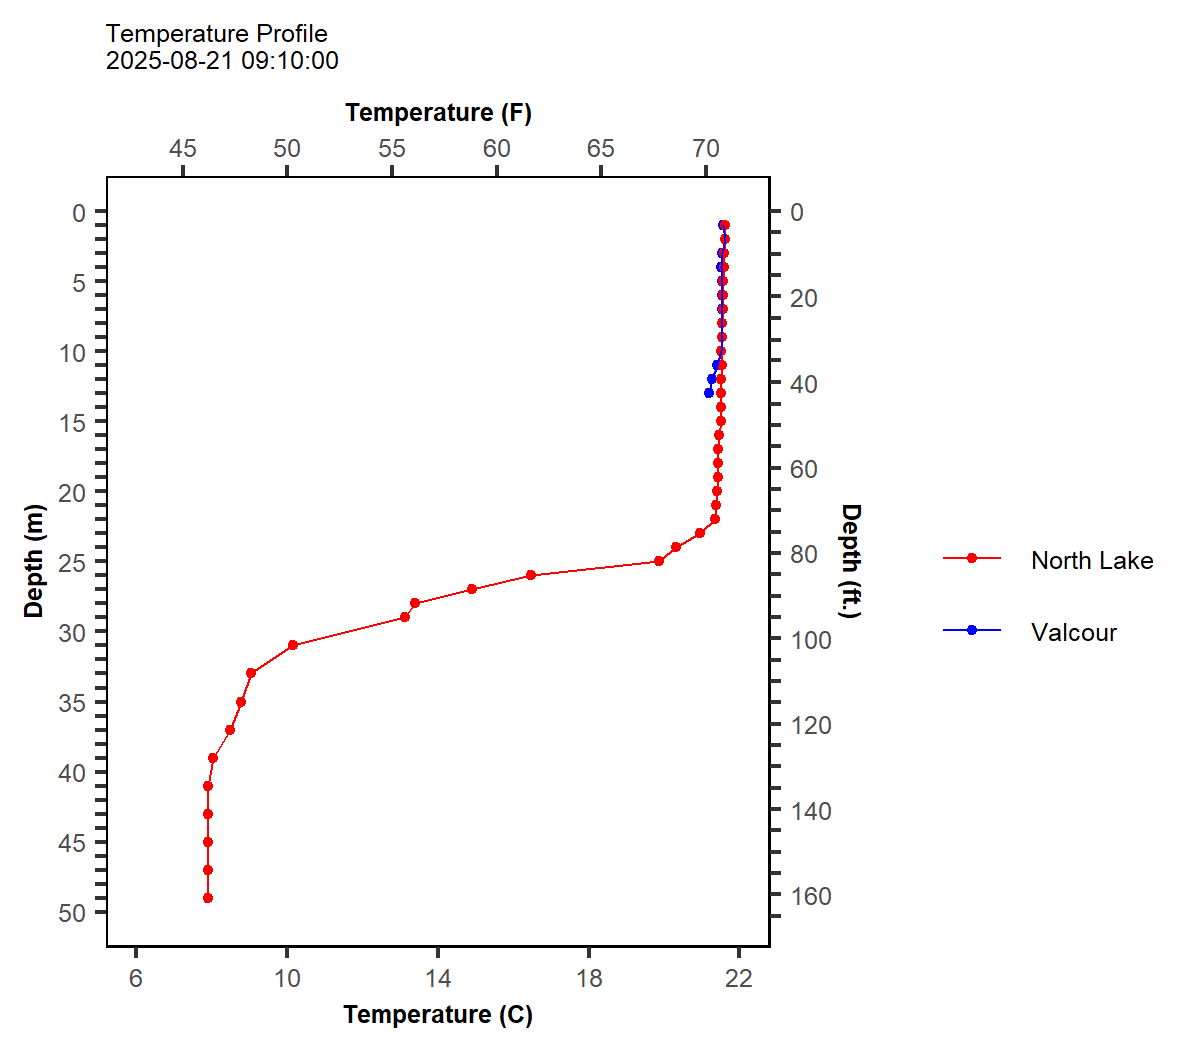 Temperature Profile
2025-08-21 09:10:00
Temperature (F)
45 50 55 60 65 70
0 0
5
20
10
40
15
60
20
Depth (m)
Depth (ft.)
80
25
North Lake
30
100
Valcour
35
120
40
140
45
160
50
6 10 14 18 22
Temperature (C)